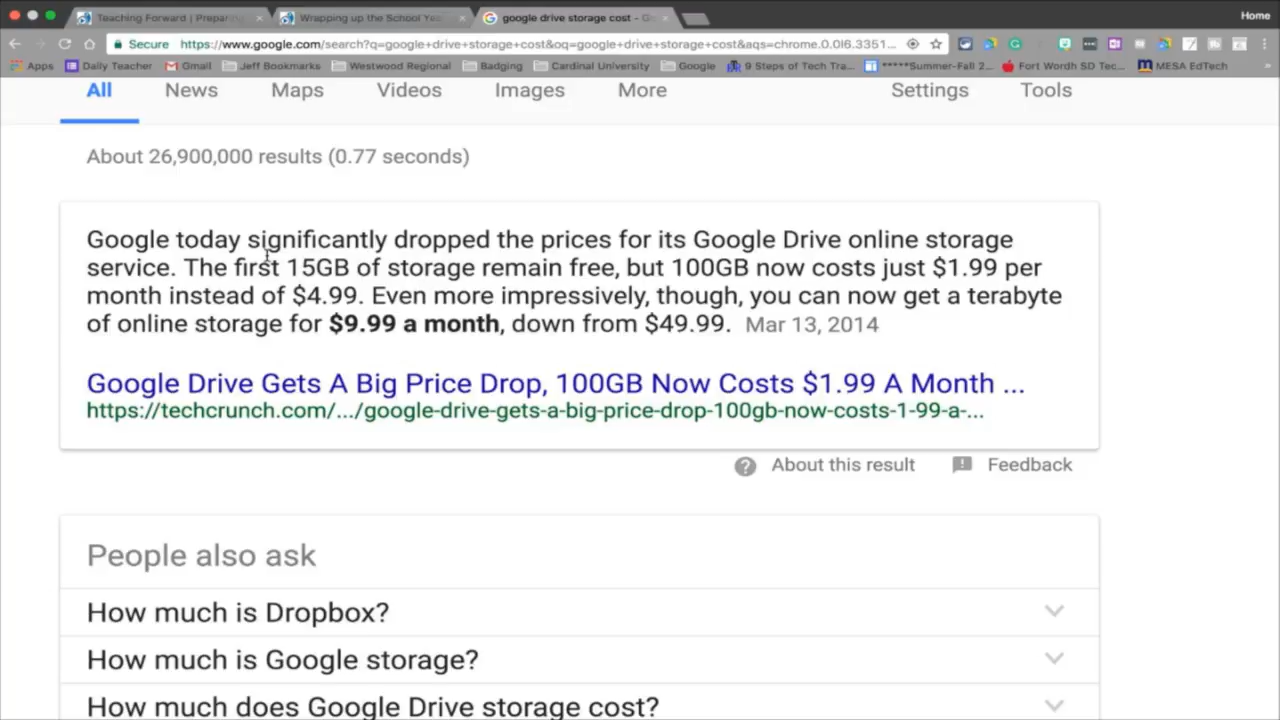 Teaching Forward | Preparing
Wrapping up the School Yea
google drive storage cost - G
Home
Secure
https://www.google.com/search?q=google+drive+storage+cost&oq=google+drive+storage+cost&aqs=chrome.0.0l6.3351...
Apps
Daily Teacher
Gmail
Jeff Bookmarks
Westwood Regional
Badging
Cardinal University
Google
9 Steps of Tech Tra...
*****Summer-Fall 2...
Fort Wordh SD Tec...
MESA EdTech
»
All
News
Maps
Videos
Images
More
Settings
Tools
About 26,900,000 results (0.77 seconds)
Google today significantly dropped the prices for its Google Drive online storage
service. The first 15GB of storage remain free, but 100GB now costs just $1.99 per
month instead of $4.99. Even more impressively, though, you can now get a terabyte
of online storage for $9.99 a month, down from $49.99. Mar 13, 2014
Google Drive Gets A Big Price Drop, 100GB Now Costs $1.99 A Month ...
https://techcrunch.com/.../google-drive-gets-a-big-price-drop-100gb-now-costs-1-99-a-...
About this result
Feedback
People also ask
How much is Dropbox?
How much is Google storage?
How much does Google Drive storage cost?